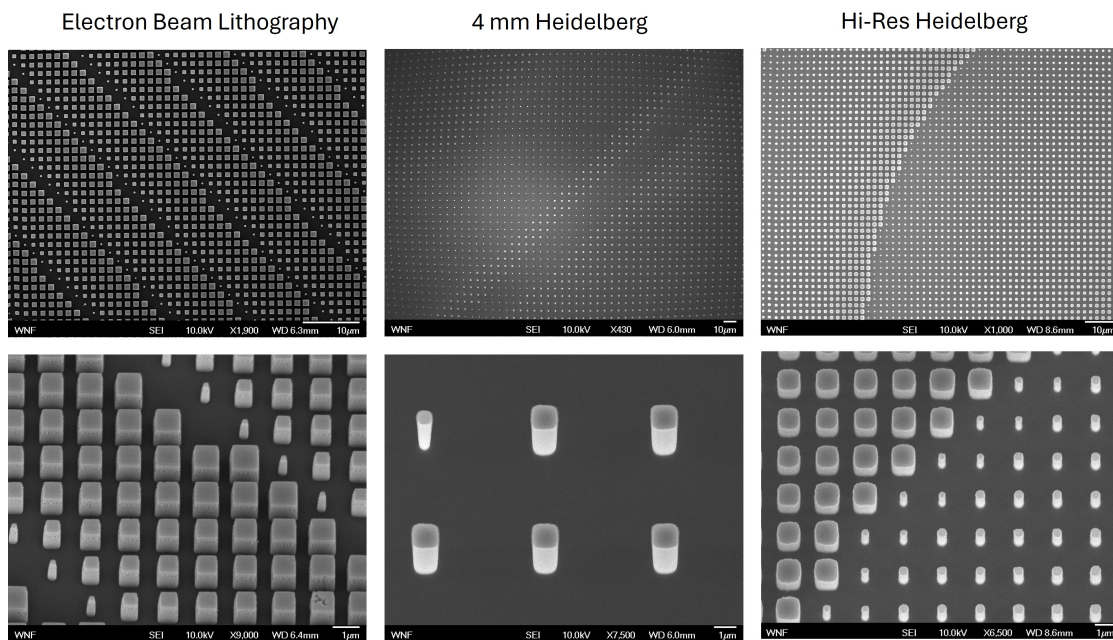 Electron Beam Lithography
4 mm Heidelberg
Hi-Res Heidelberg
WNF SEI 10.0kV X1,900 WD 6.3mm 10μm
WNF SEI 10.0kV X430 WD 6.0mm 10μm
WNF SEI 10.0kV X1,000 WD 8.6mm 10μm
WNF SEI 10.0kV X9,000 WD 6.4mm 1μm
WNF SEI 10.0kV X7,500 WD 6.0mm 1μm
WNF SEI 10.0kV X6,500 WD 8.6mm 1μm